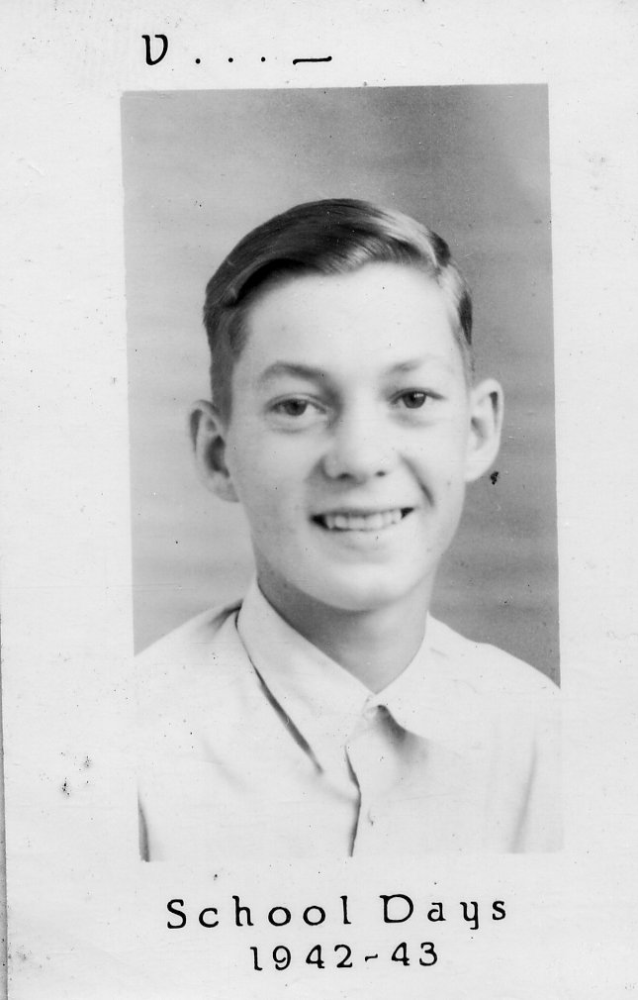 V . . . —
School Days
1942-43